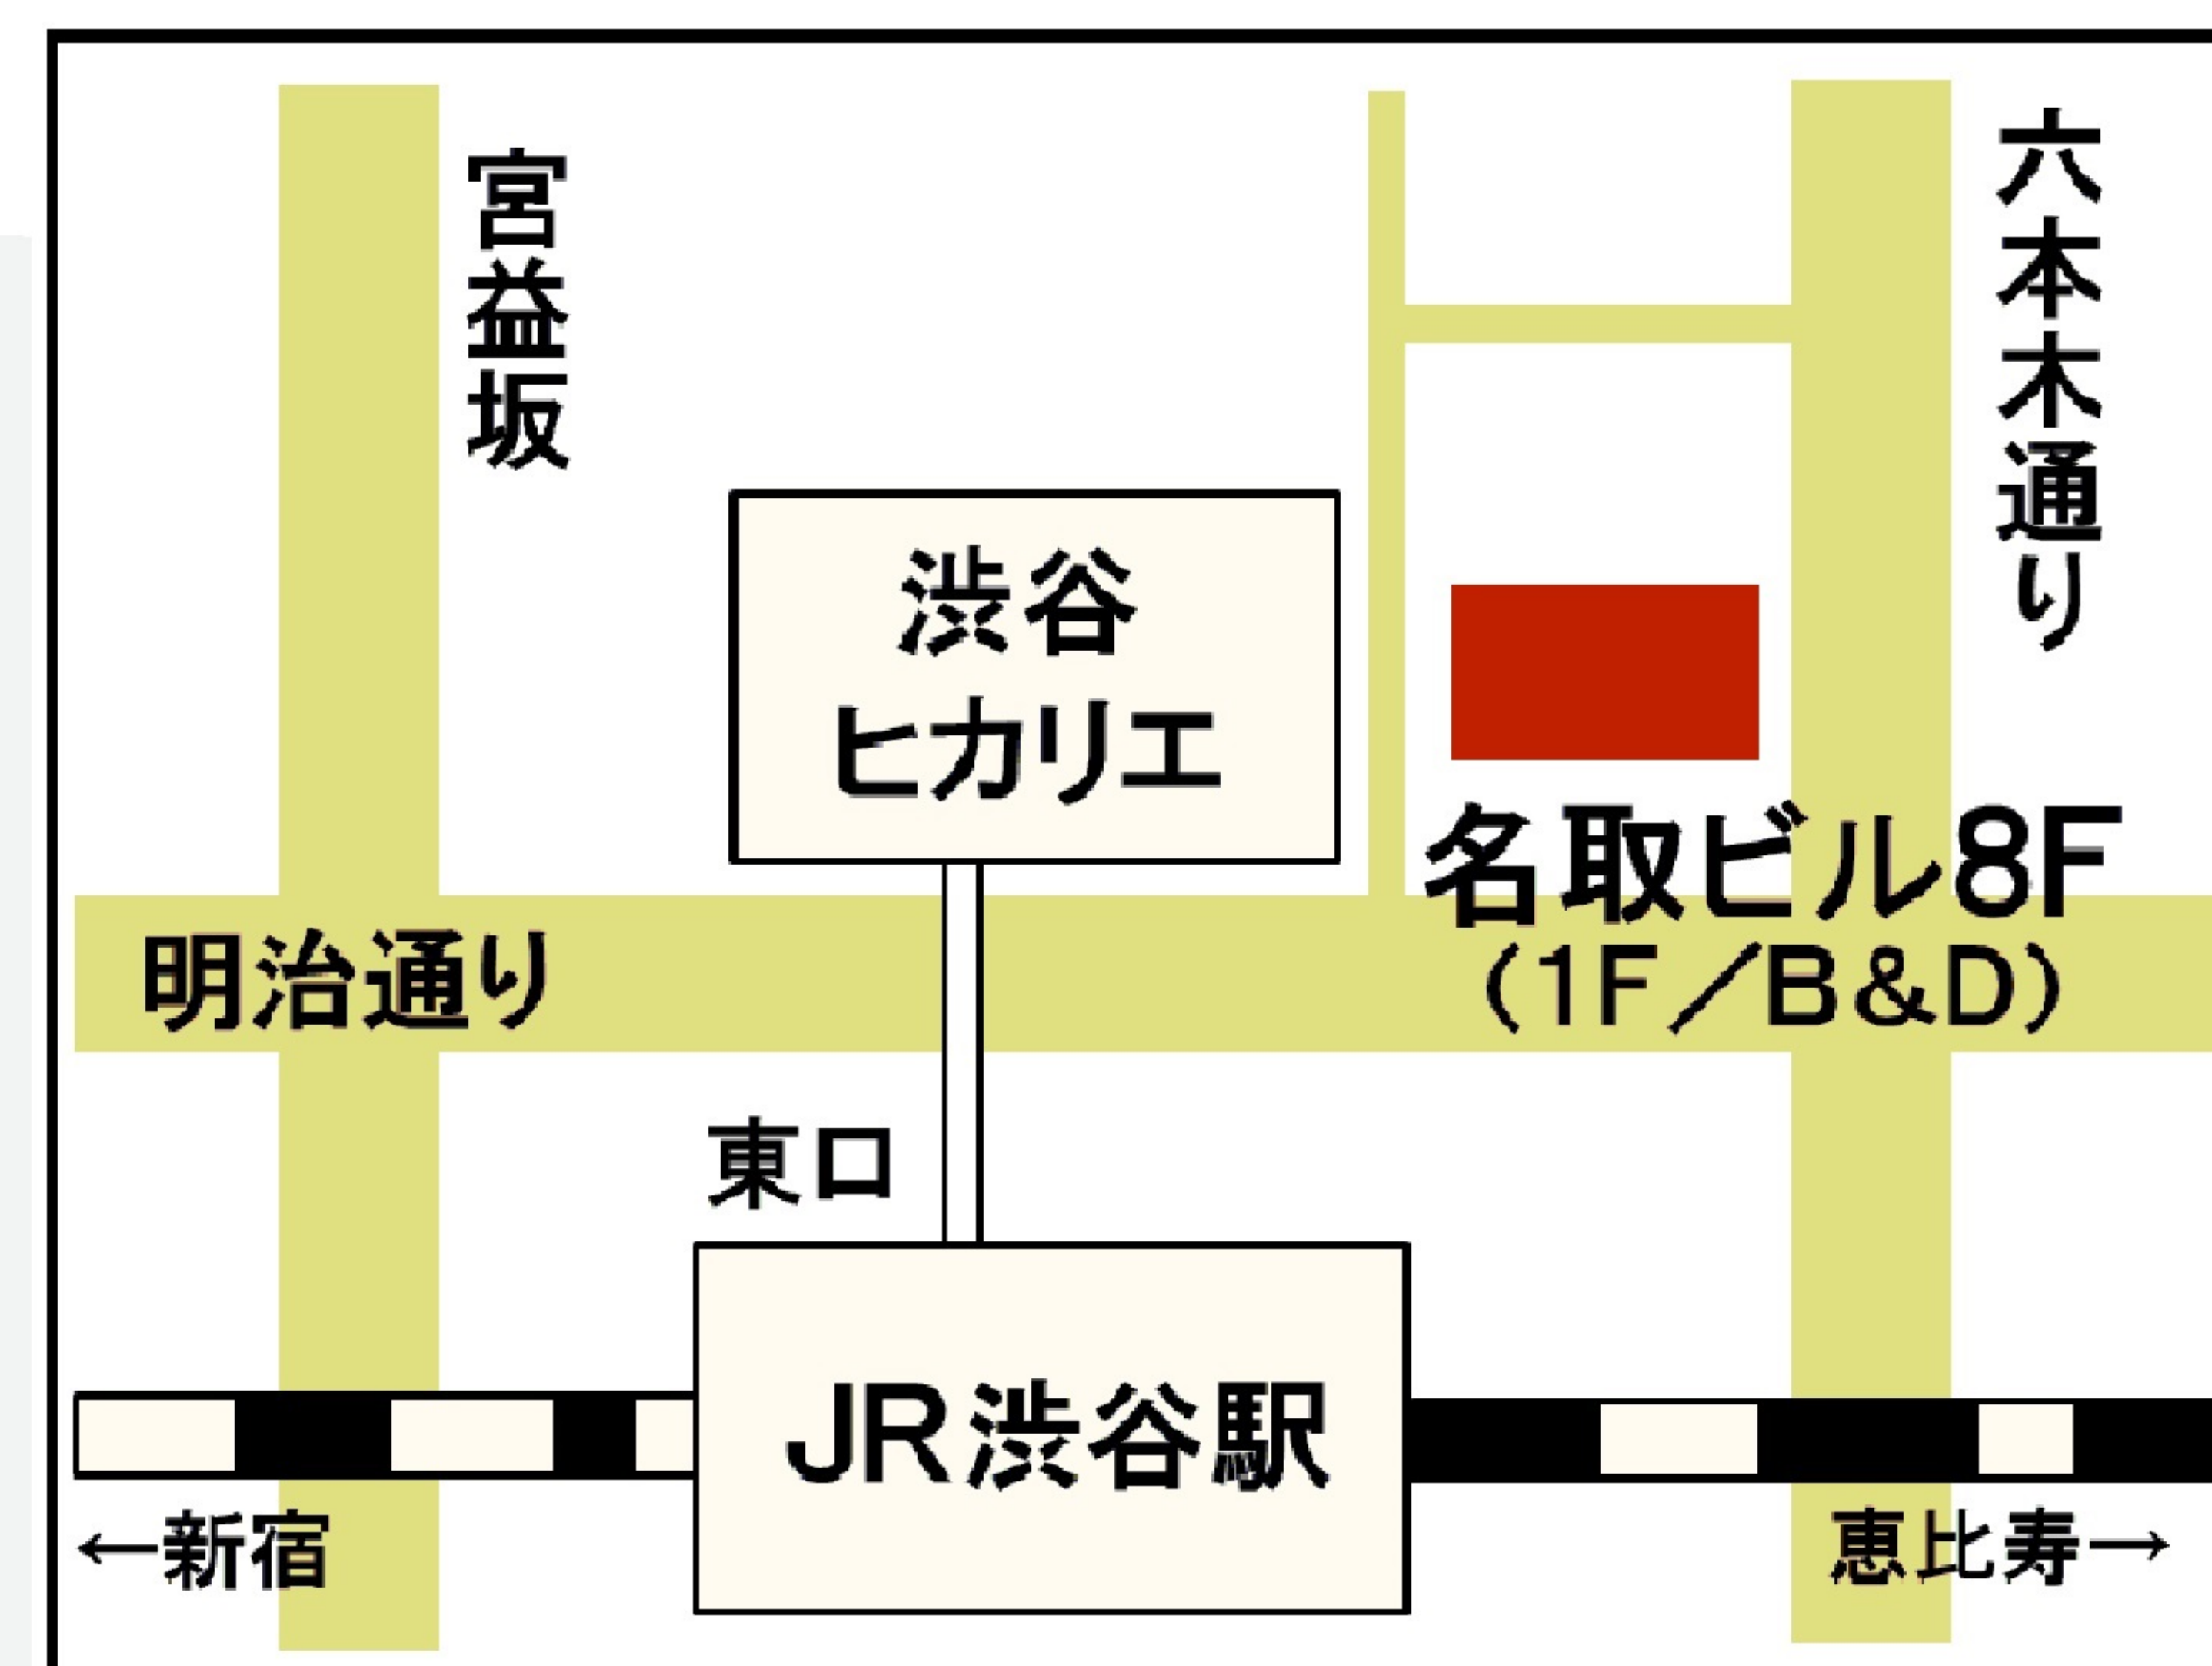 宮益坂
六本木通り
渋谷
ヒカリエ
名取ビル8F
(1F／B&D)
明治通り
東口
JR渋谷駅
←新宿
恵比寿→